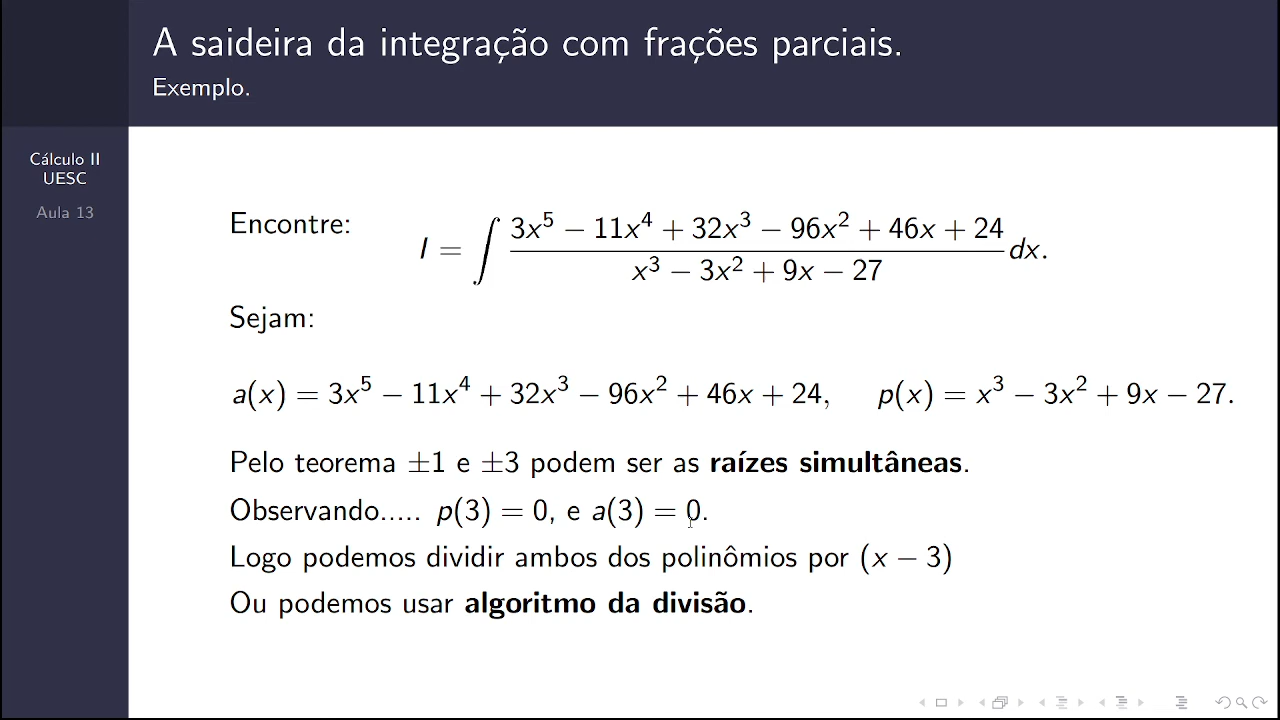 A saideira da integração com frações parciais.
Exemplo.
Cálculo II
UESC
Aula 13
Encontre: I = ∫ (3x⁵ − 11x⁴ + 32x³ − 96x² + 46x + 24)/(x³ − 3x² + 9x − 27) dx.
Sejam:
a(x) = 3x⁵ − 11x⁴ + 32x³ − 96x² + 46x + 24, p(x) = x³ − 3x² + 9x − 27.
Pelo teorema ±1 e ±3 podem ser as raízes simultâneas.
Observando..... p(3) = 0, e a(3) = 0.
Logo podemos dividir ambos dos polinômios por (x − 3)
Ou podemos usar algoritmo da divisão.